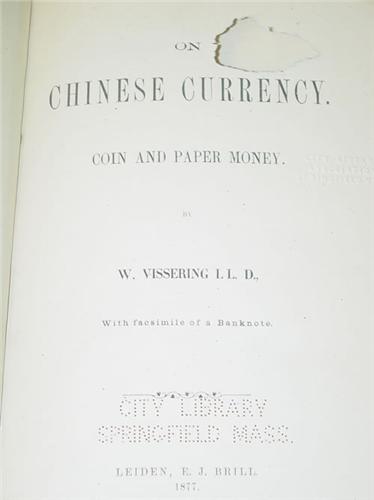 ON
CHINESE CURRENCY.
COIN AND PAPER MONEY.
BY
W. VISSERING LL. D.,
With facsimile of a Banknote.
CITY LIBRARY
SPRINGFIELD MASS.
LEIDEN, E. J. BRILL.
1877.